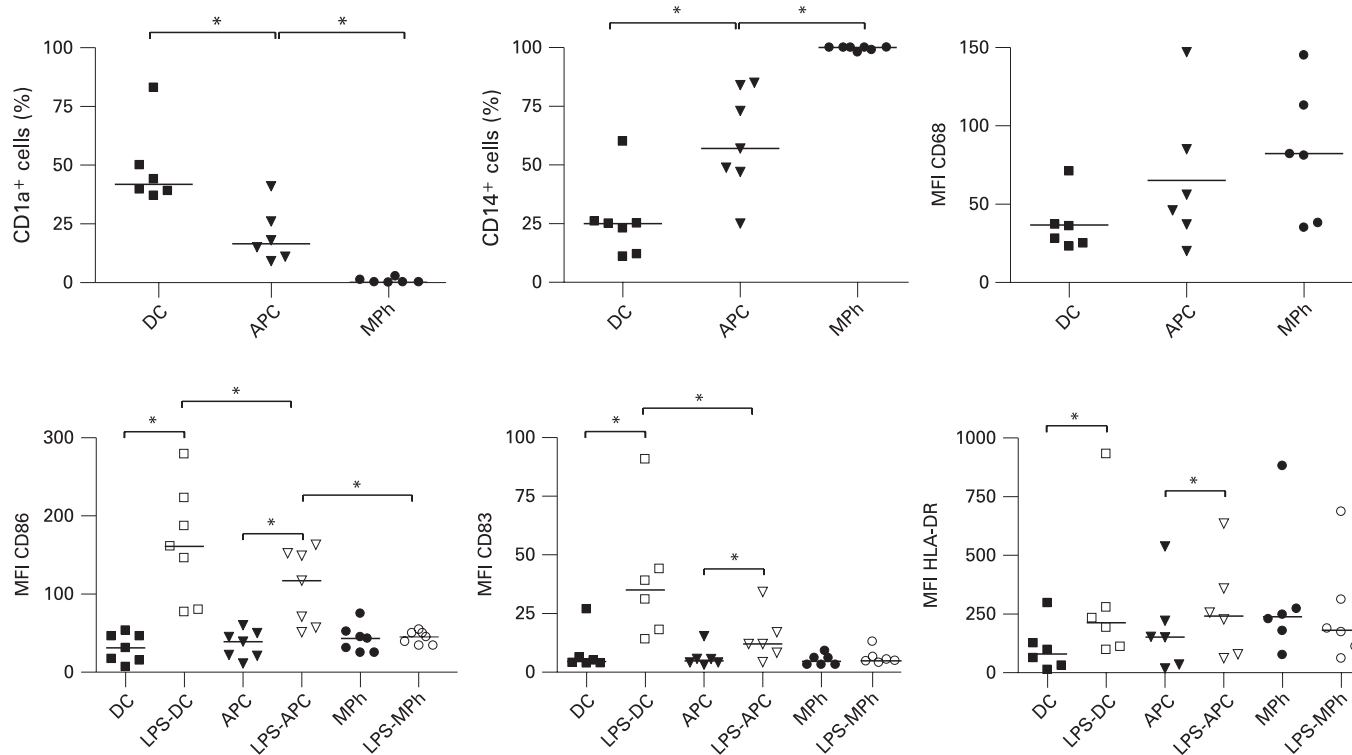 * *
CD1a+ cells (%)
100
75
50
25
0
DC APC MPh
* *
CD14+ cells (%)
100
75
50
25
0
DC APC MPh
MFI CD68
150
100
50
0
DC APC MPh
* * * *
MFI CD86
300
200
100
0
DC LPS-DC APC LPS-APC MPh LPS-MPh
* * *
MFI CD83
100
75
50
25
0
DC LPS-DC APC LPS-APC MPh LPS-MPh
* *
MFI HLA-DR
1000
750
500
250
0
DC LPS-DC APC LPS-APC MPh LPS-MPh